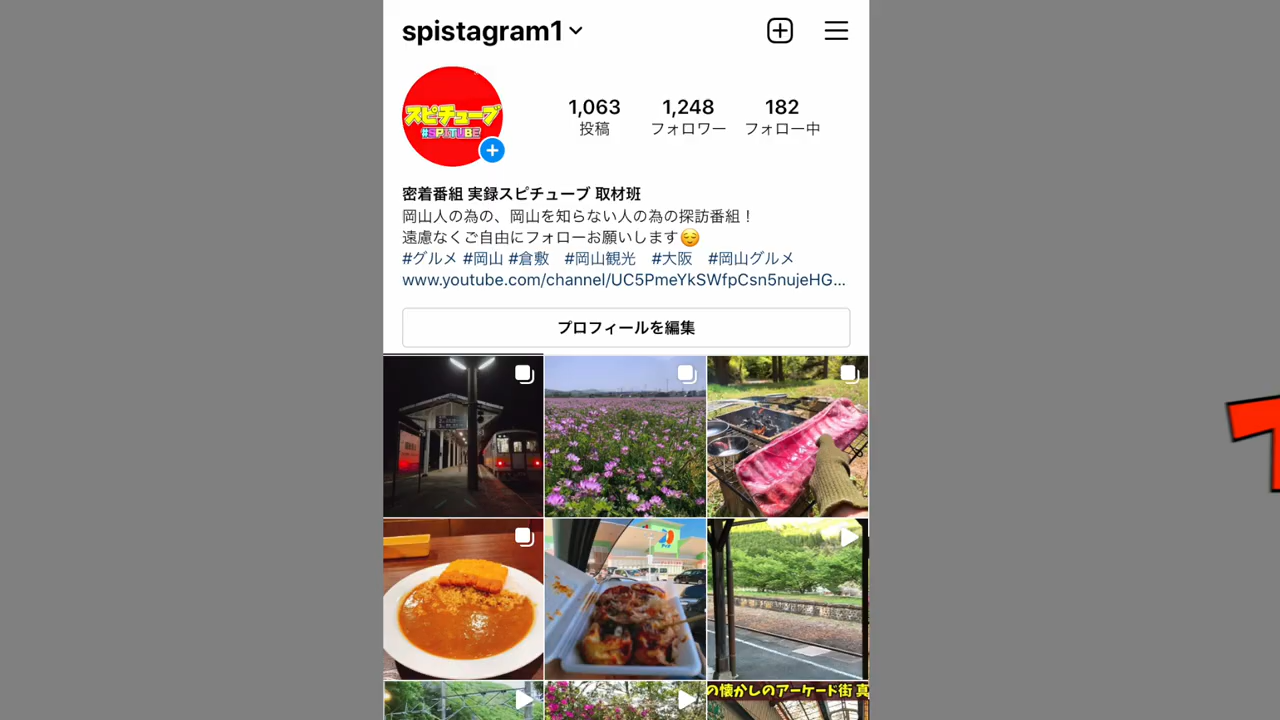 spistagram1
スピチューブ
#SPITUBE
1,063
投稿
1,248
フォロワー
182
フォロー中
密着番組 実録スピチューブ 取材班
岡山人の為の、岡山を知らない人の為の探訪番組！
遠慮なくご自由にフォローお願いします😌
#グルメ #岡山 #倉敷　#岡山観光　#大阪　#岡山グルメ
www.youtube.com/channel/UC5PmeYkSWfpCsn5nujeHG...
プロフィールを編集
の懐かしのアーケード街 真